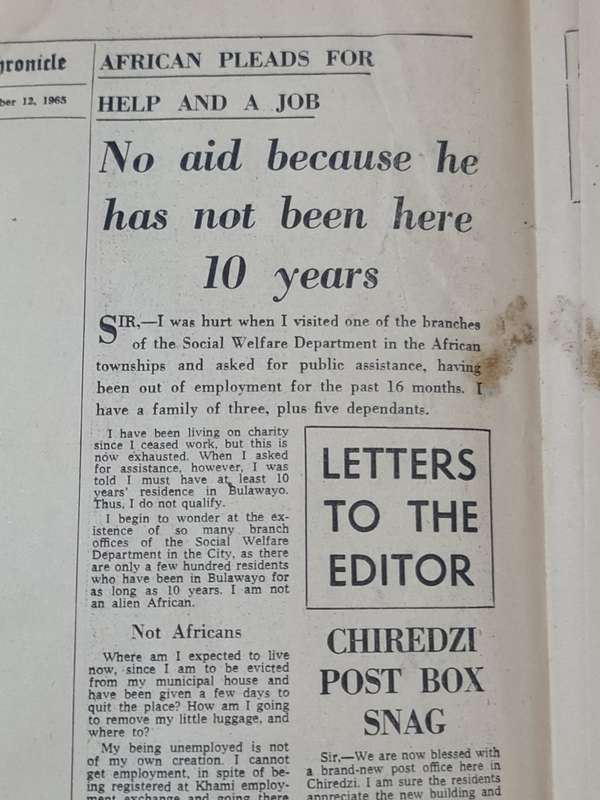 hronicle
ber 12, 1965
AFRICAN PLEADS FOR
HELP AND A JOB
No aid because he
has not been here
10 years
SIR,—I was hurt when I visited one of the branches
of the Social Welfare Department in the African
townships and asked for public assistance, having
been out of employment for the past 16 months. I
have a family of three, plus five dependants.
I have been living on charity
since I ceased work, but this is
now exhausted. When I asked
for assistance, however, I was
told I must have at least 10
years' residence in Bulawayo.
Thus, I do not qualify.
I begin to wonder at the ex-
istence of so many branch
offices of the Social Welfare
Department in the City, as there
are only a few hundred residents
who have been in Bulawayo for
as long as 10 years. I am not
an alien African.
Not Africans
Where am I expected to live
now, since I am to be evicted
from my municipal house and
have been given a few days to
quit the place? How am I going
to remove my little luggage, and
where to?
My being unemployed is not
of my own creation. I cannot
get employment, in spite of be-
ing registered at Khami employ-
ment exchange and going there
LETTERS
TO THE
EDITOR
CHIREDZI
POST BOX
SNAG
Sir,—We are now blessed with
a brand-new post office here in
Chiredzi. I am sure the residents
appreciate the new building and